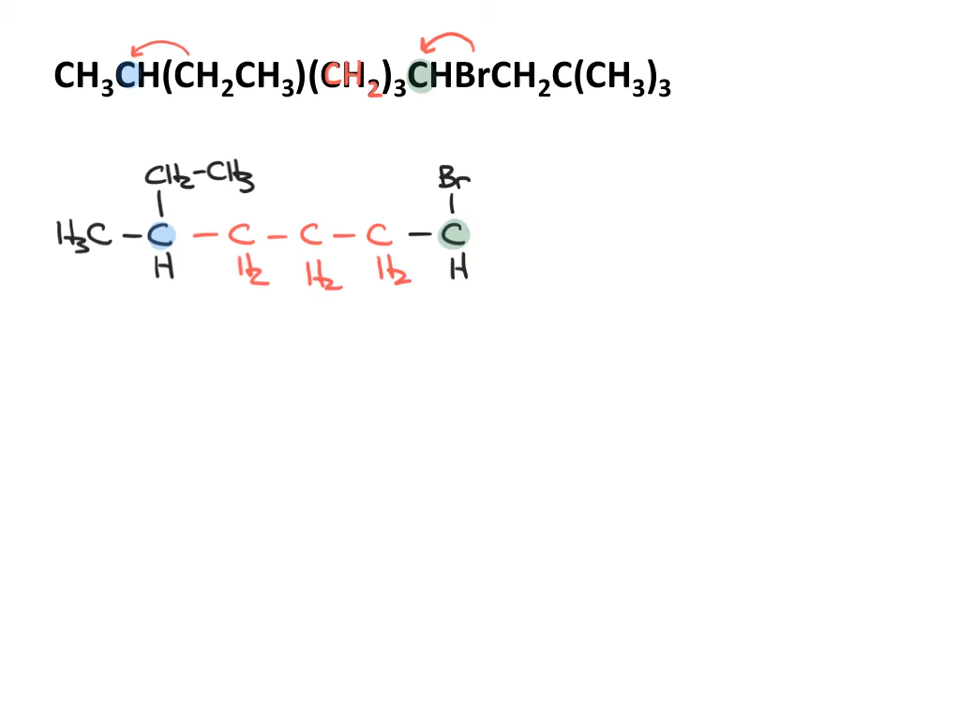 CH₃CH(CH₂CH₃)(CH₂)₃CHBrCH₂C(CH₃)₃
CH₂-CH₃ Br
H₃C - C - C - C - C - C
H H₂ H₂ H₂ H